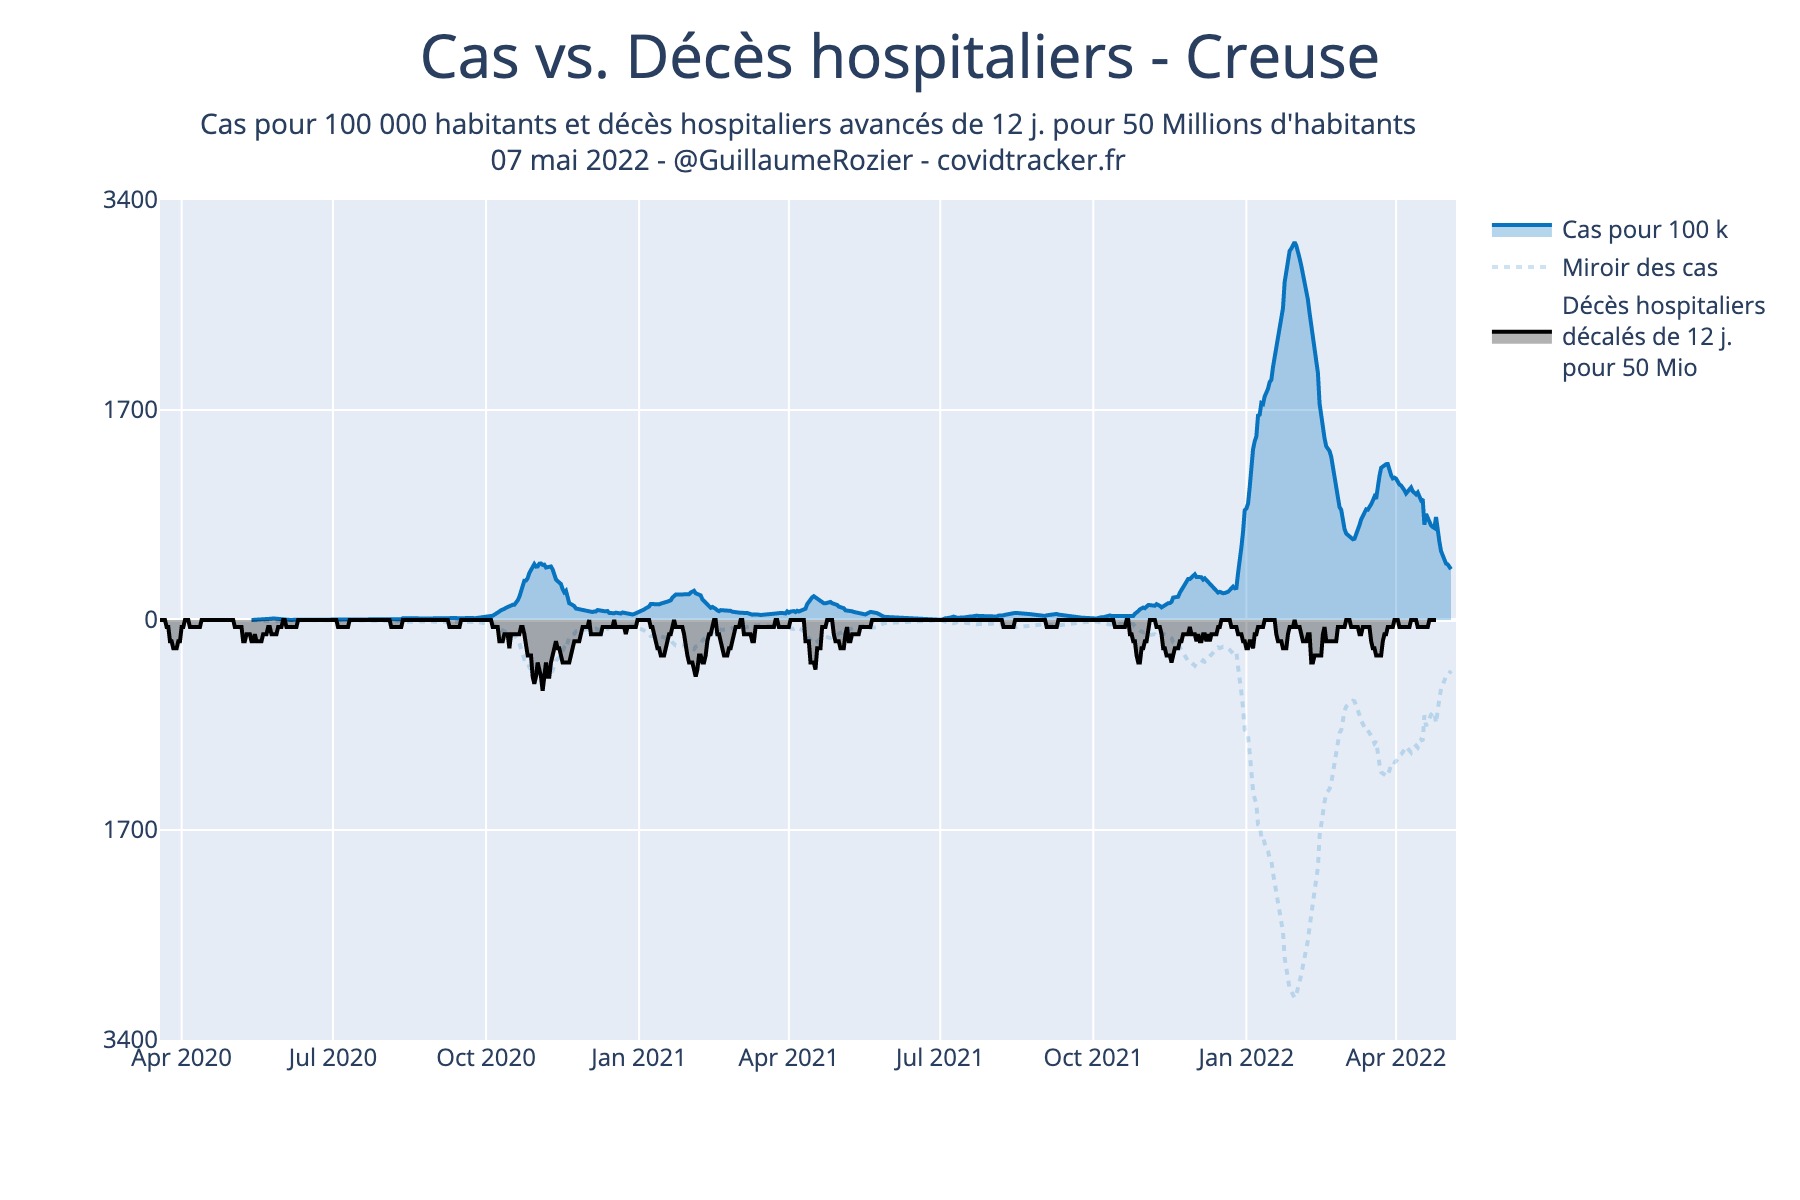 Cas vs. Décès hospitaliers - Creuse
Cas pour 100 000 habitants et décès hospitaliers avancés de 12 j. pour 50 Millions d'habitants
07 mai 2022 - @GuillaumeRozier - covidtracker.fr
3400
1700
0
1700
3400
Apr 2020
Jul 2020
Oct 2020
Jan 2021
Apr 2021
Jul 2021
Oct 2021
Jan 2022
Apr 2022
Cas pour 100 k
Miroir des cas
Décès hospitaliers
décalés de 12 j.
pour 50 Mio